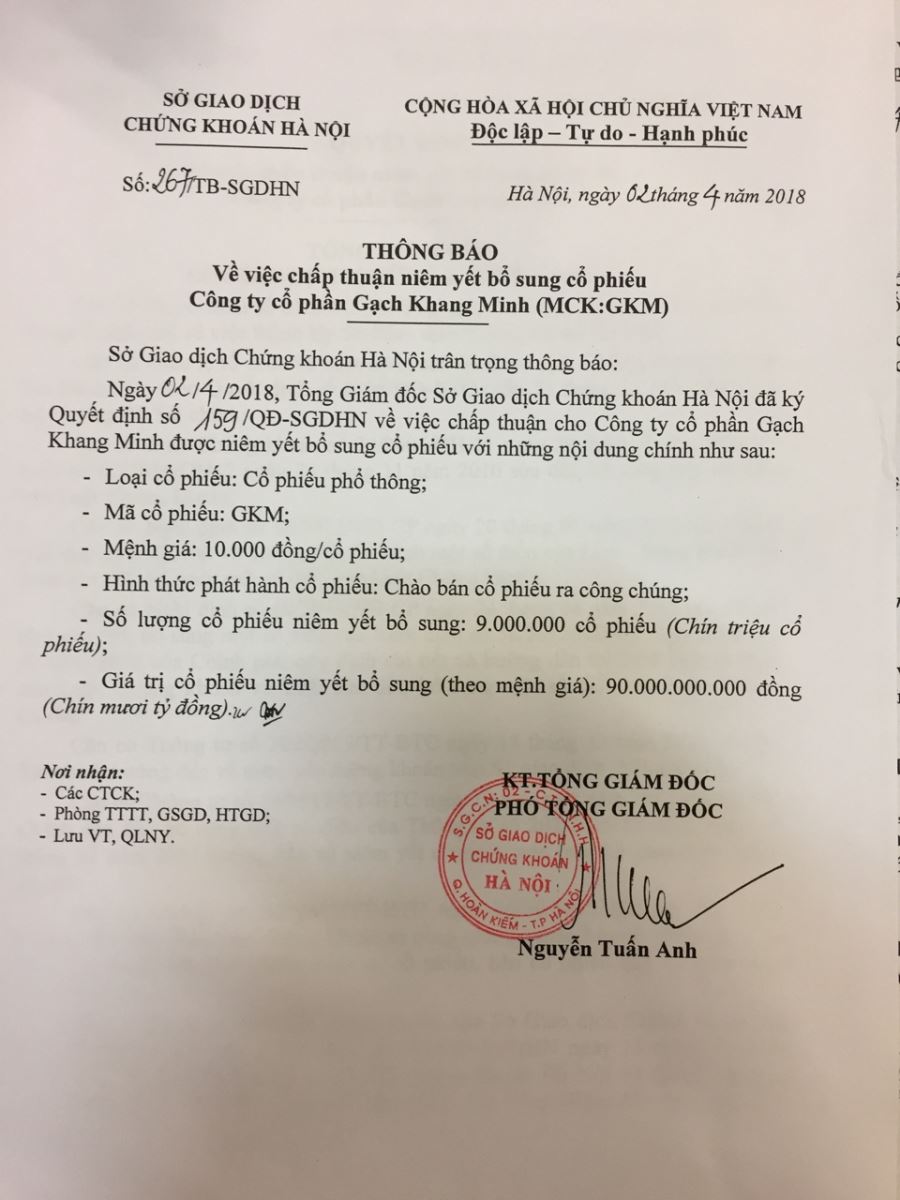 SỞ GIAO DỊCH
CHỨNG KHOÁN HÀ NỘI
CỘNG HÒA XÃ HỘI CHỦ NGHĨA VIỆT NAM
Độc lập – Tự do - Hạnh phúc
Số:267/TB-SGDHN
Hà Nội, ngày 02 tháng 4 năm 2018
THÔNG BÁO
Về việc chấp thuận niêm yết bổ sung cổ phiếu
Công ty cổ phần Gạch Khang Minh (MCK:GKM)
Sở Giao dịch Chứng khoán Hà Nội trân trọng thông báo:
Ngày 02/4/2018, Tổng Giám đốc Sở Giao dịch Chứng khoán Hà Nội đã ký
Quyết định số 159/QĐ-SGDHN về việc chấp thuận cho Công ty cổ phần Gạch
Khang Minh được niêm yết bổ sung cổ phiếu với những nội dung chính như sau:
- Loại cổ phiếu: Cổ phiếu phổ thông;
- Mã cổ phiếu: GKM;
- Mệnh giá: 10.000 đồng/cổ phiếu;
- Hình thức phát hành cổ phiếu: Chào bán cổ phiếu ra công chúng;
- Số lượng cổ phiếu niêm yết bổ sung: 9.000.000 cổ phiếu (Chín triệu cổ
phiếu);
- Giá trị cổ phiếu niêm yết bổ sung (theo mệnh giá): 90.000.000.000 đồng
(Chín mươi tỷ đồng).
Nơi nhận:
- Các CTCK;
- Phòng TTTT, GSGD, HTGD;
- Lưu VT, QLNY.
KT.TỔNG GIÁM ĐỐC
PHÓ TỔNG GIÁM ĐỐC
S.G.C.N: 02 - C.T.T.N.H.H
SỞ GIAO DỊCH
CHỨNG KHOÁN
HÀ NỘI
Q. HOÀN KIẾM - T.P HÀ NỘI
Nguyễn Tuấn Anh